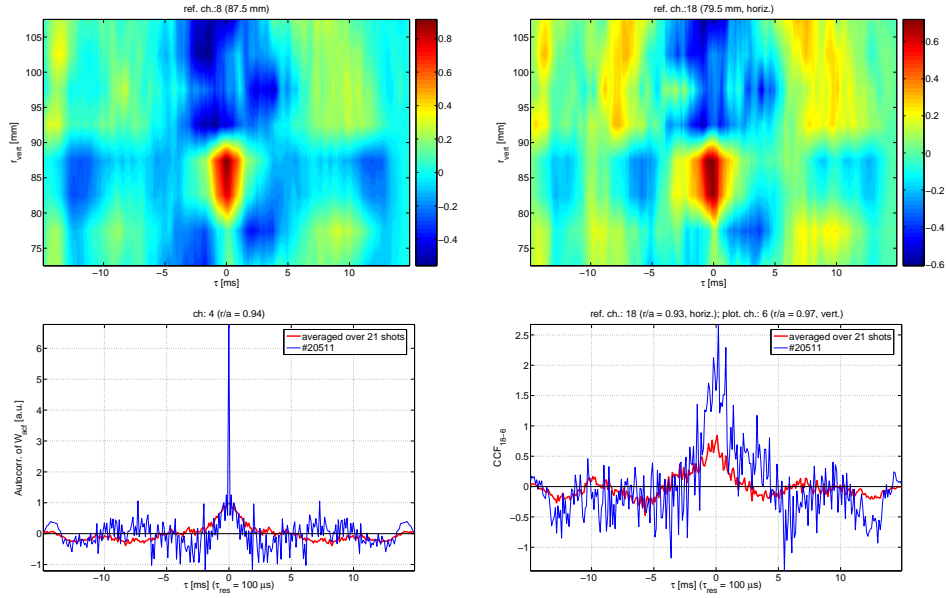 ref. ch.:8 (87.5 mm)
105
100
95
90
85
80
75
r_vert [mm]
−10 −5 0 5 10
τ [ms]
0.8
0.6
0.4
0.2
0
−0.2
−0.4
ref. ch.:18 (79.5 mm, horiz.)
105
100
95
90
85
80
75
r_vert [mm]
−10 −5 0 5 10
τ [ms]
0.6
0.4
0.2
0
−0.2
−0.4
−0.6
ch: 4 (r/a = 0.94)
averaged over 21 shots
#20511
6
5
4
3
2
1
0
−1
Autocorr. of W_acf [a.u.]
−10 −5 0 5 10
τ [ms] (τ_res = 100 μs)
ref. ch.: 18 (r/a = 0.93, horiz.); plot. ch.: 6 (r/a = 0.97, vert.)
averaged over 21 shots
#20511
2.5
2
1.5
1
0.5
0
−0.5
−1
CCF_18−6
−10 −5 0 5 10
τ [ms] (τ_res = 100 μs)